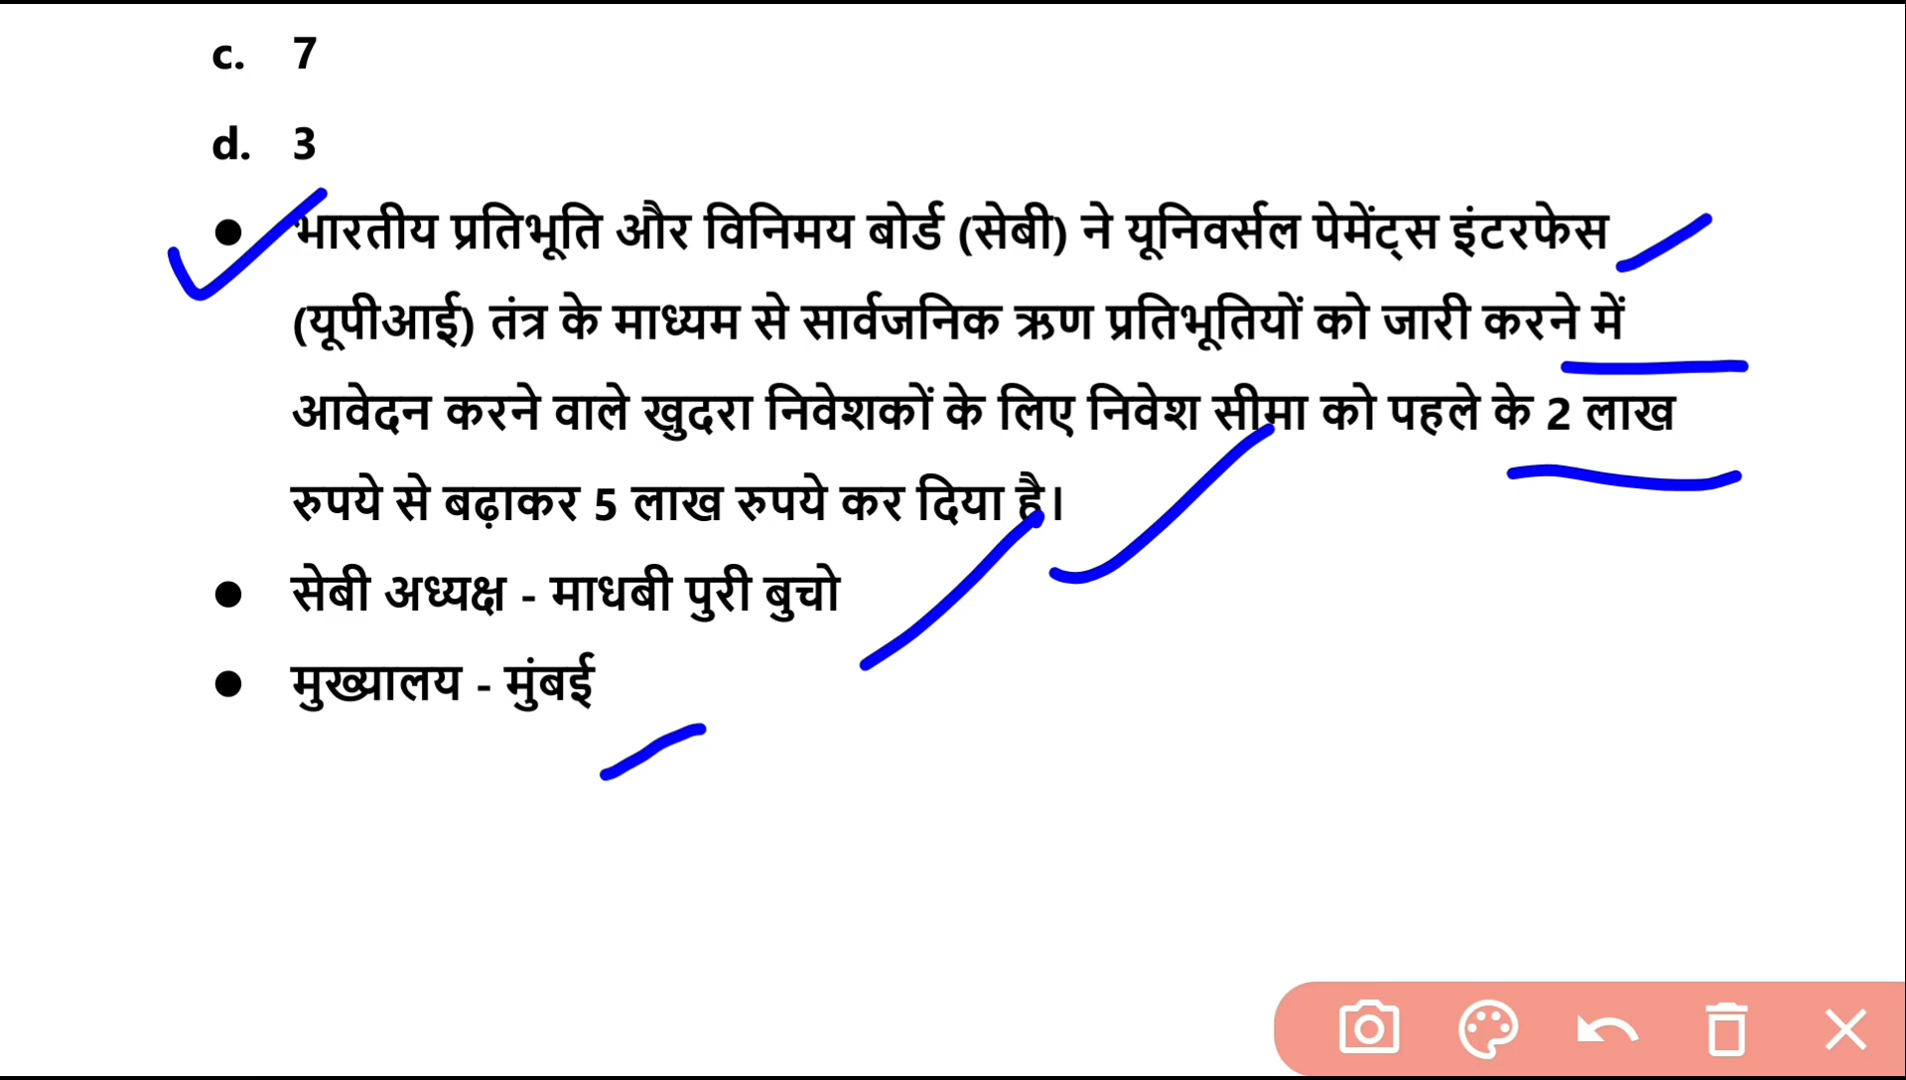 c. 7
d. 3
● भारतीय प्रतिभूति और विनिमय बोर्ड (सेबी) ने यूनिवर्सल पेमेंट्स इंटरफेस
(यूपीआई) तंत्र के माध्यम से सार्वजनिक ऋण प्रतिभूतियों को जारी करने में
आवेदन करने वाले खुदरा निवेशकों के लिए निवेश सीमा को पहले के 2 लाख
रुपये से बढ़ाकर 5 लाख रुपये कर दिया है।
● सेबी अध्यक्ष - माधबी पुरी बुचो
● मुख्यालय - मुंबई